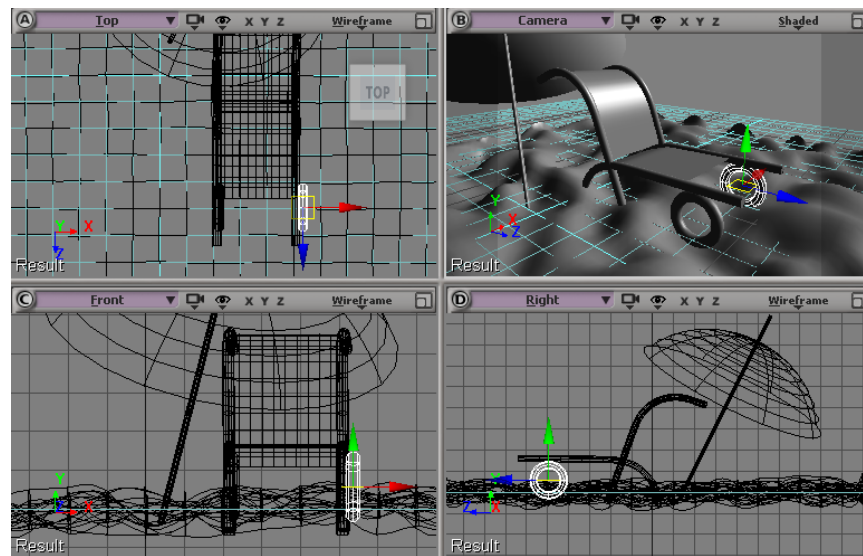 A Top X Y Z Wireframe
TOP
Y X
Z
Result
B Camera X Y Z Shaded
Y X
Z
Result
C Front X Y Z Wireframe
Y
X
Result
D Right X Y Z Wireframe
Y
Z X
Result